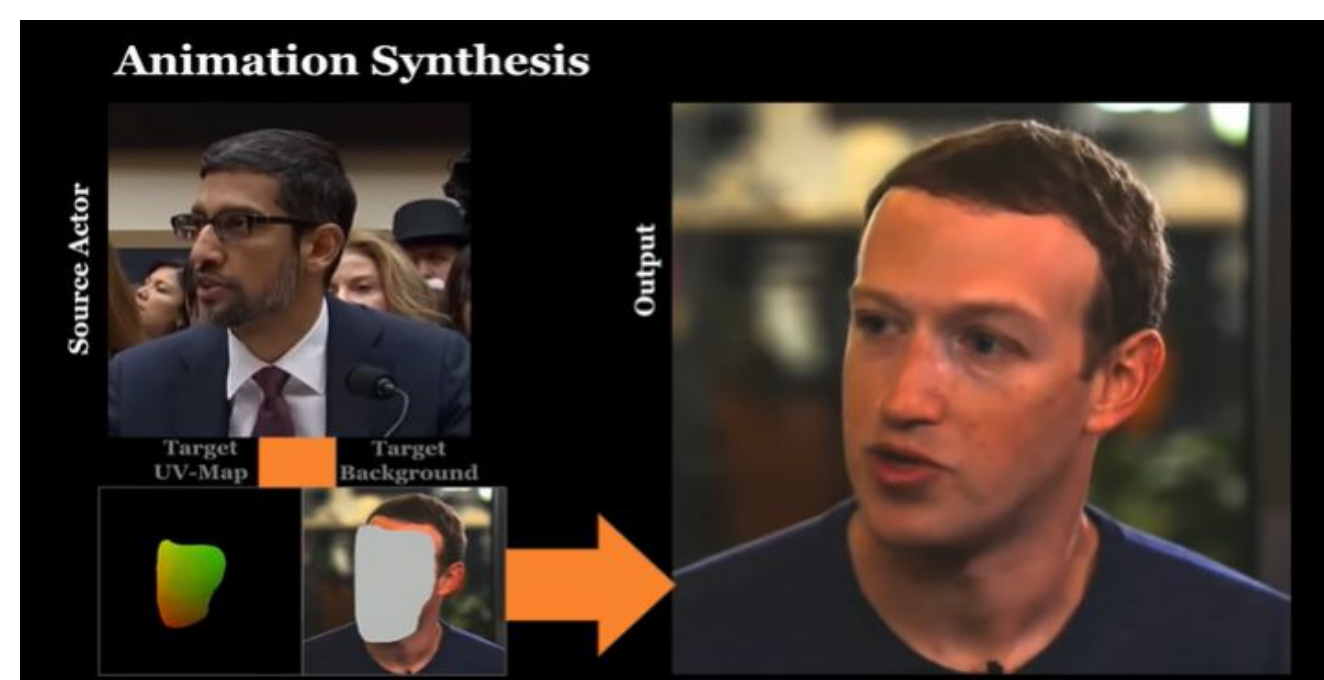 Animation Synthesis
Source Actor
Target
UV-Map
Target
Background
Output